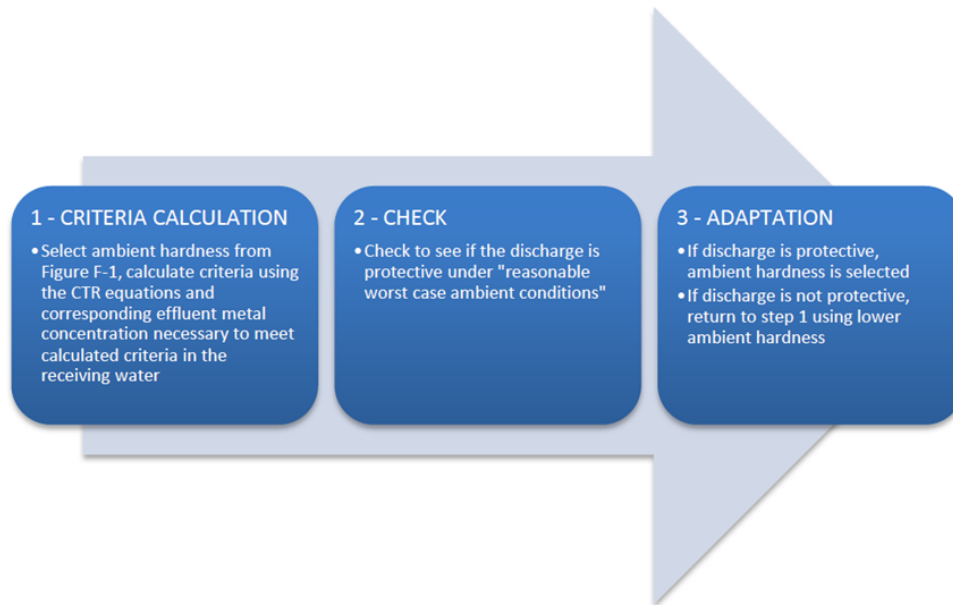 1 - CRITERIA CALCULATION
•Select ambient hardness from
Figure F-1, calculate criteria using
the CTR equations and
corresponding effluent metal
concentration necessary to meet
calculated criteria in the
receiving water
2 - CHECK
•Check to see if the discharge is
protective under "reasonable
worst case ambient conditions"
3 - ADAPTATION
•If discharge is protective,
ambient hardness is selected
•If discharge is not protective,
return to step 1 using lower
ambient hardness